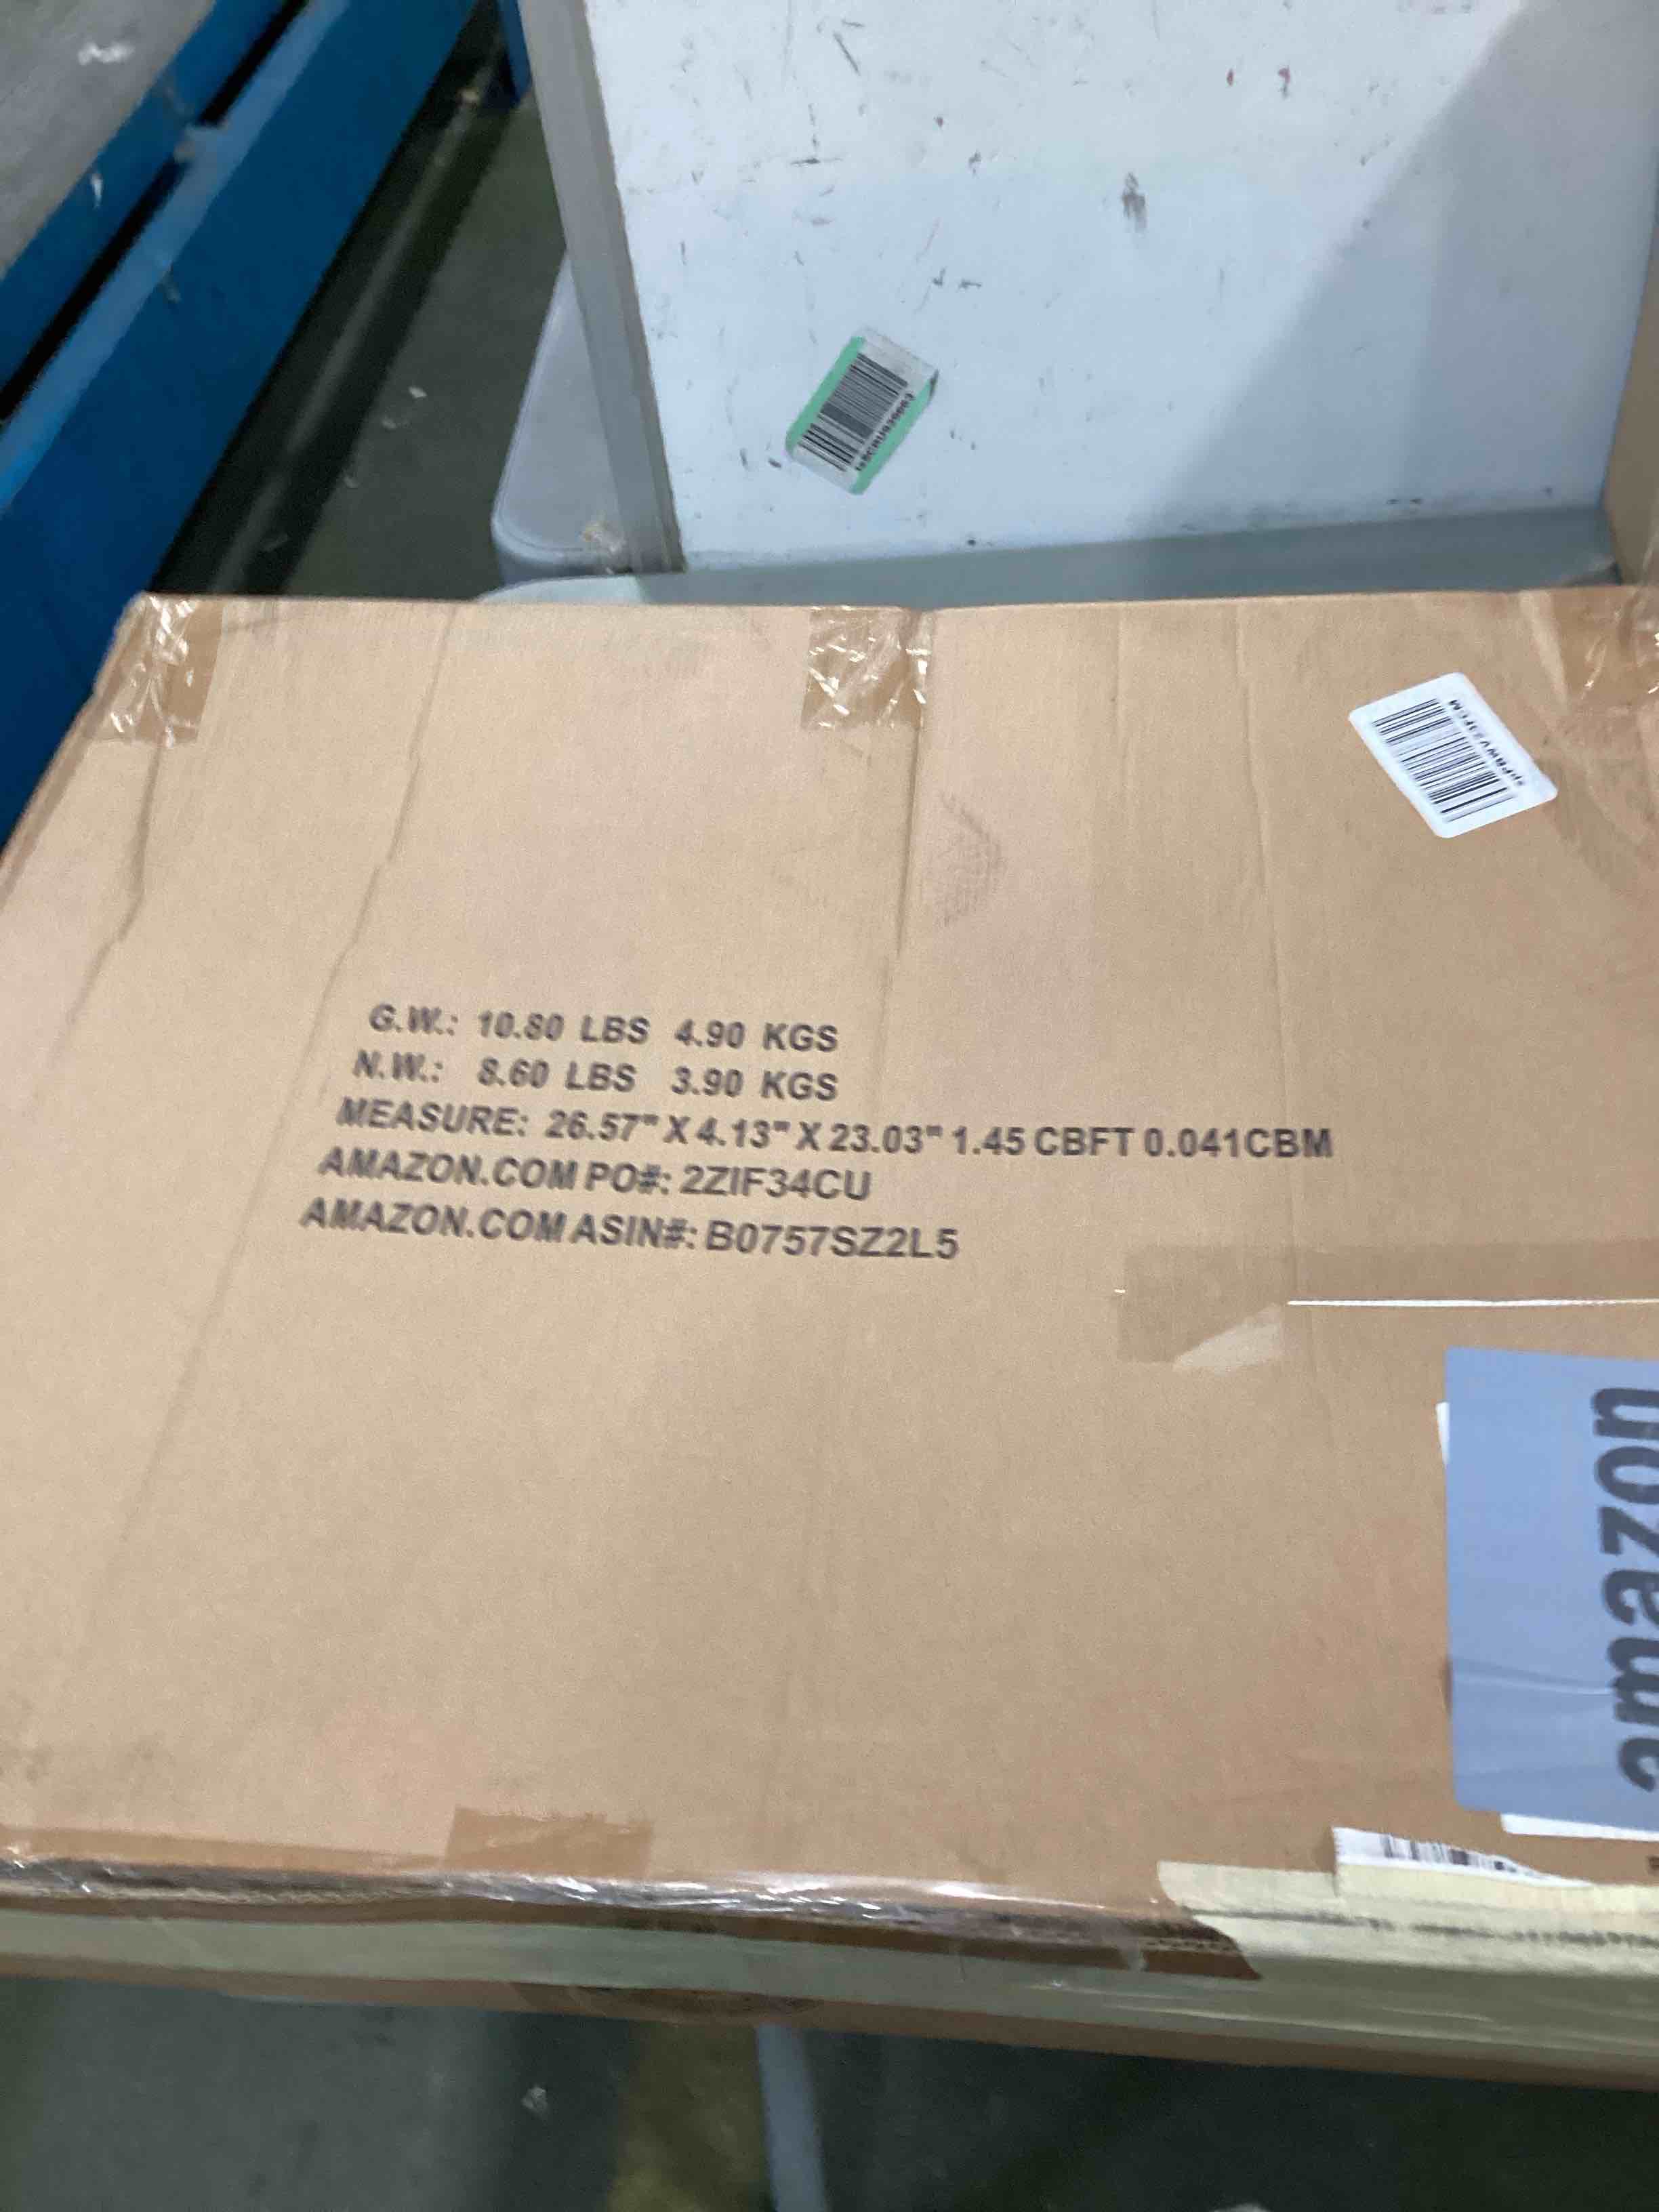 G.W.: 10.80 LBS 4.90 KGS
N.W.: 8.60 LBS 3.90 KGS
MEASURE: 26.57" X 4.13" X 23.03" 1.45 CBFT 0.041CBM
AMAZON.COM PO#: 2ZIF34CU
AMAZON.COM ASIN#: B0757SZ2L5
amazon